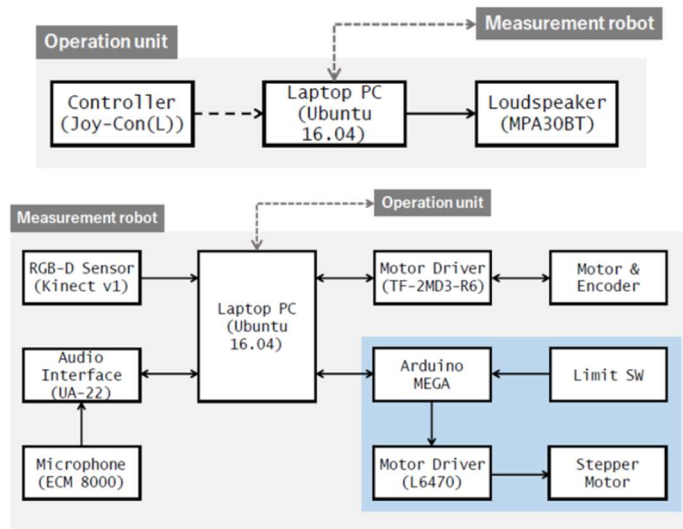 Operation unit
Measurement robot
Controller
(Joy-Con(L))
Laptop PC
(Ubuntu
16.04)
Loudspeaker
(MPA30BT)
Measurement robot
Operation unit
RGB-D Sensor
(Kinect v1)
Laptop PC
(Ubuntu
16.04)
Motor Driver
(TF-2MD3-R6)
Motor &
Encoder
Audio
Interface
(UA-22)
Arduino
MEGA
Limit SW
Microphone
(ECM 8000)
Motor Driver
(L6470)
Stepper
Motor